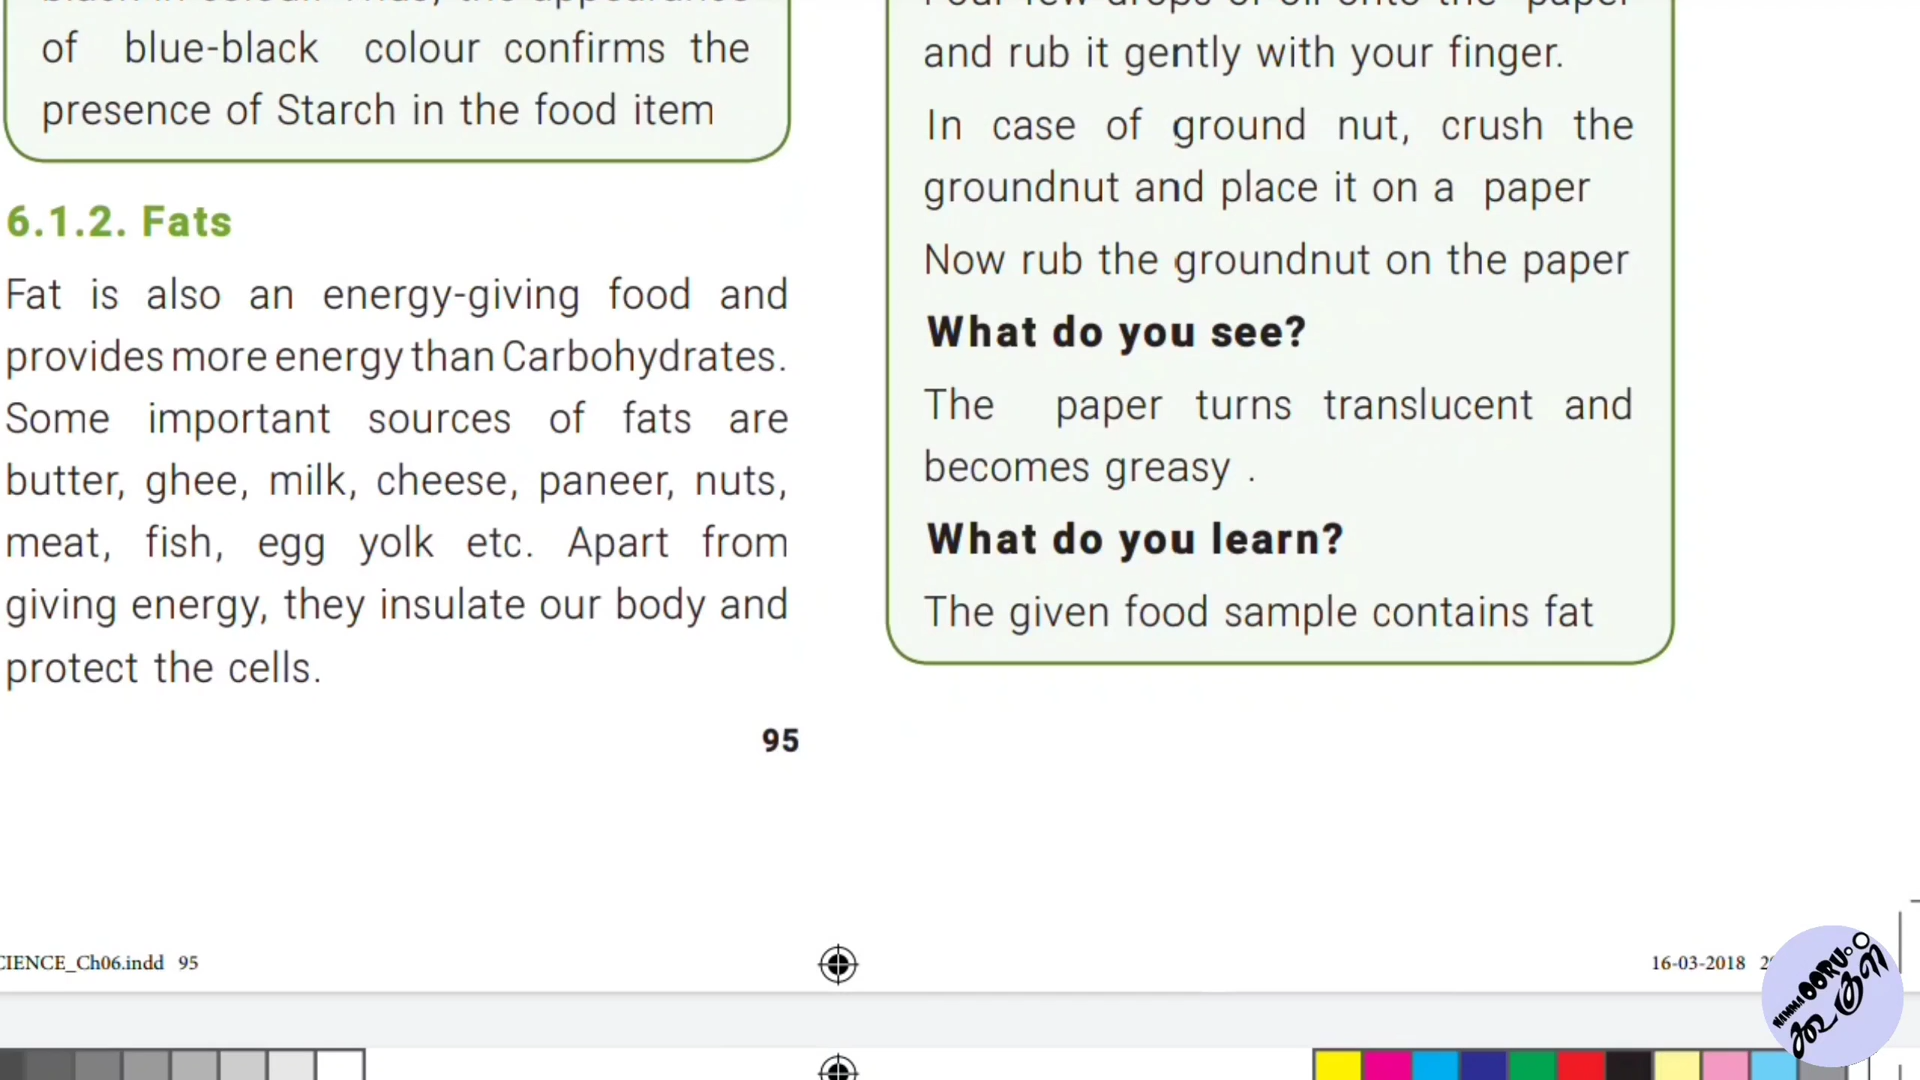 of blue-black colour confirms the
presence of Starch in the food item
6.1.2. Fats
Fat is also an energy-giving food and
provides more energy than Carbohydrates.
Some important sources of fats are
butter, ghee, milk, cheese, paneer, nuts,
meat, fish, egg yolk etc. Apart from
giving energy, they insulate our body and
protect the cells.
and rub it gently with your finger.
In case of ground nut, crush the
groundnut and place it on a paper
Now rub the groundnut on the paper
What do you see?
The paper turns translucent and
becomes greasy .
What do you learn?
The given food sample contains fat
95
CIENCE_Ch06.indd 95
16-03-2018
NAMMA OORU